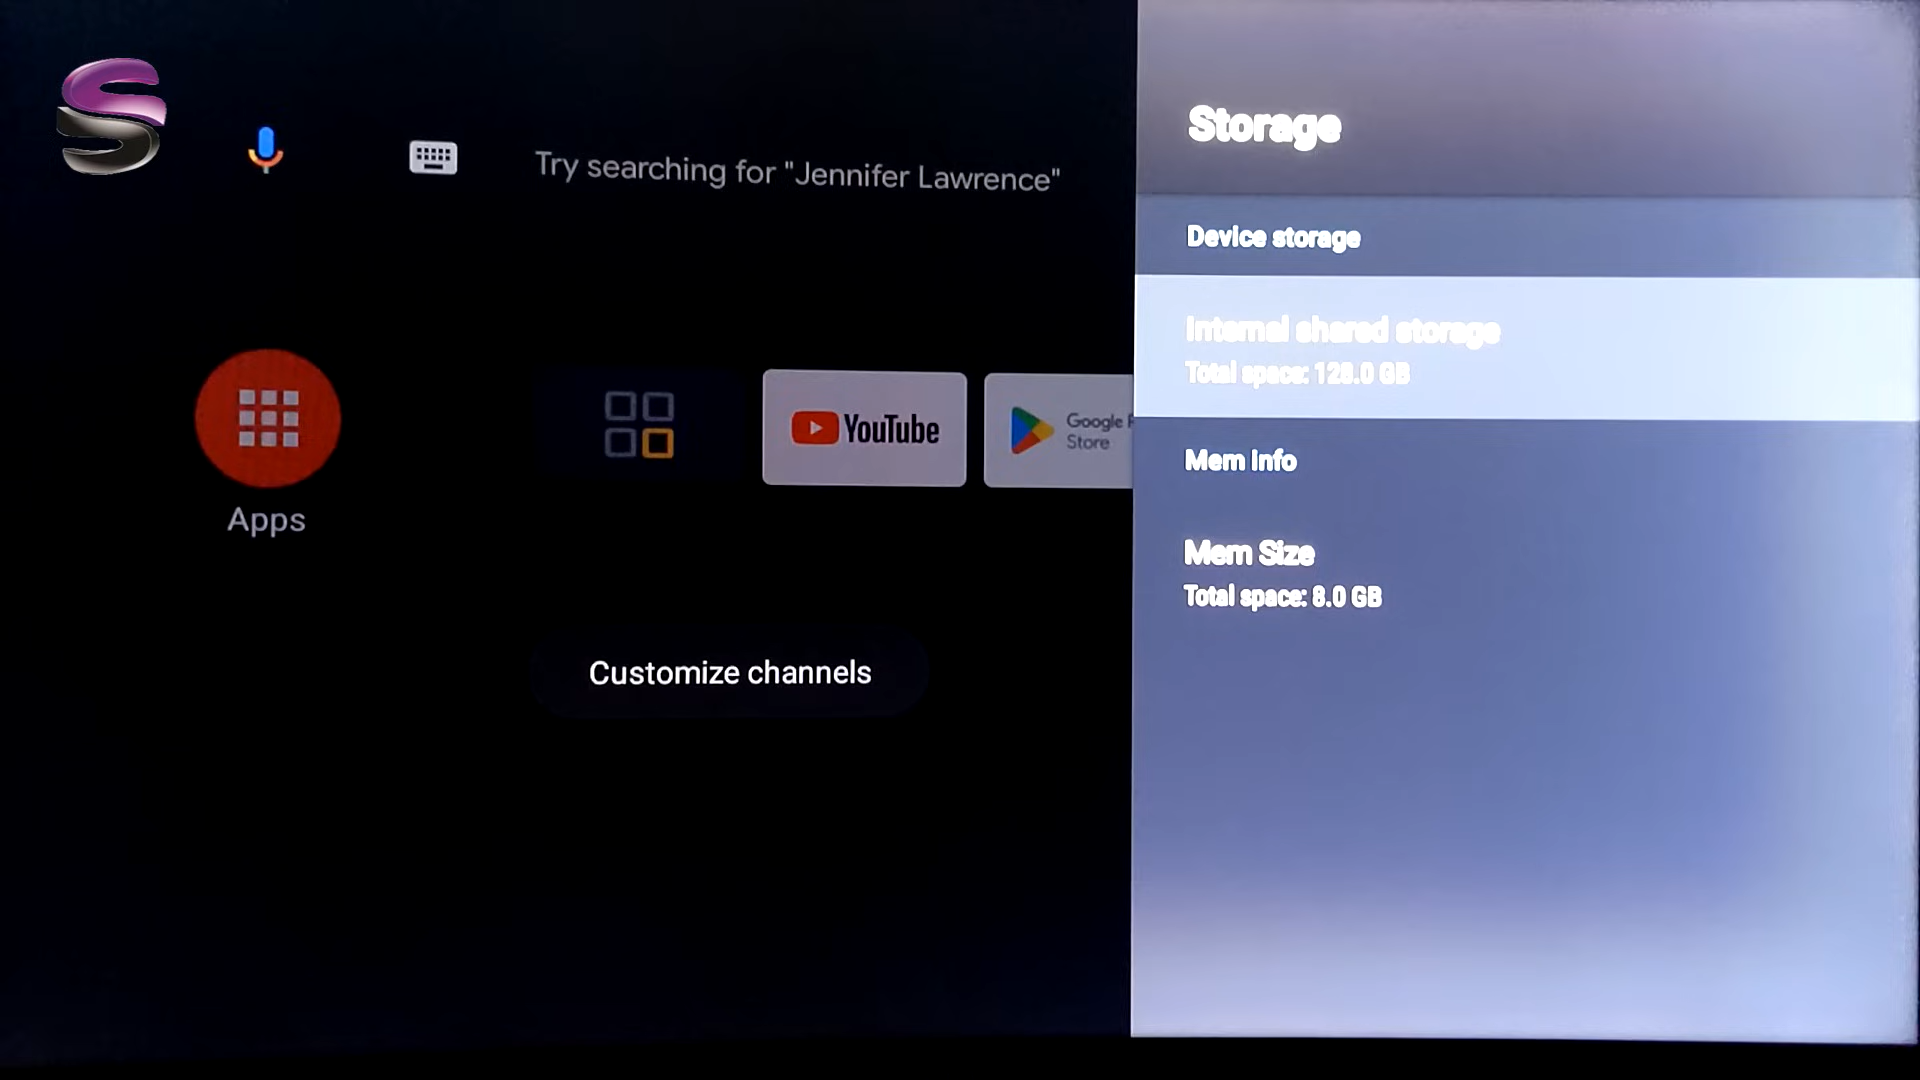 Try searching for "Jennifer Lawrence"
Apps
YouTube
Google P
Store
Customize channels
Storage
Device storage
Internal shared storage
Total space: 128.0 GB
Mem Info
Mem Size
Total space: 8.0 GB